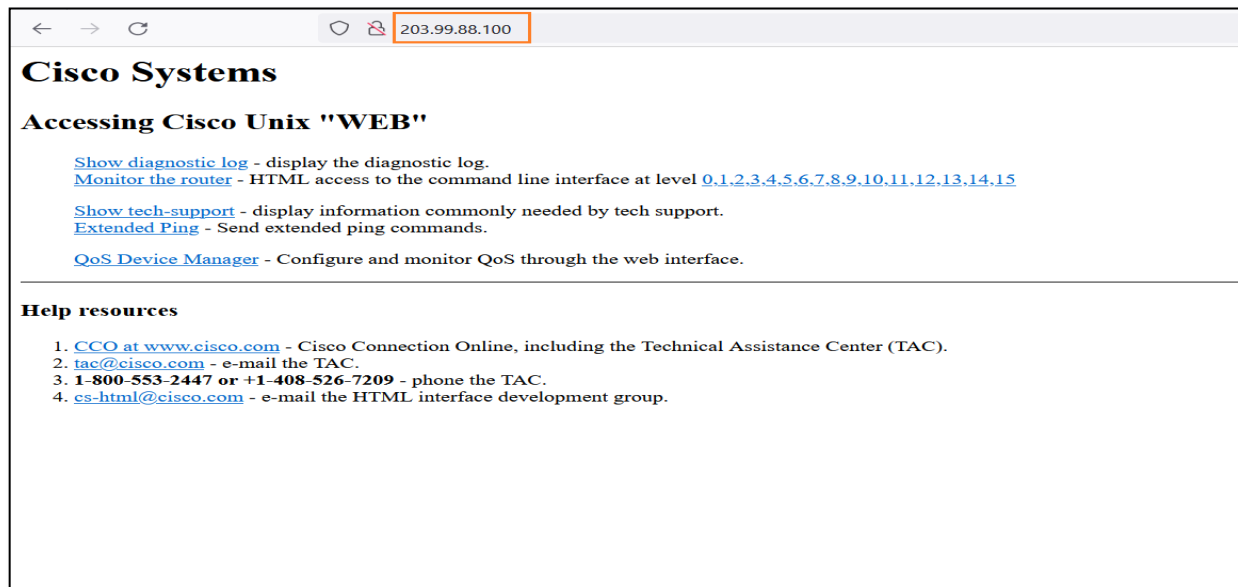 203.99.88.100
Cisco Systems
Accessing Cisco Unix "WEB"
Show diagnostic log - display the diagnostic log.
Monitor the router - HTML access to the command line interface at level 0,1,2,3,4,5,6,7,8,9,10,11,12,13,14,15
Show tech-support - display information commonly needed by tech support.
Extended Ping - Send extended ping commands.
QoS Device Manager - Configure and monitor QoS through the web interface.
Help resources
1. CCO at www.cisco.com - Cisco Connection Online, including the Technical Assistance Center (TAC).
2. tac@cisco.com - e-mail the TAC.
3. 1-800-553-2447 or +1-408-526-7209 - phone the TAC.
4. cs-html@cisco.com - e-mail the HTML interface development group.